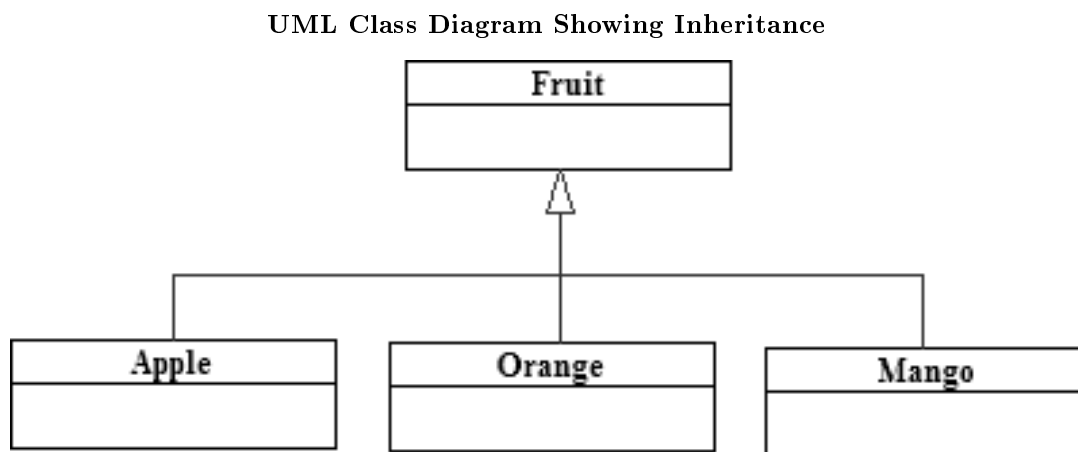 UML Class Diagram Showing Inheritance
Fruit
Apple
Orange
Mango